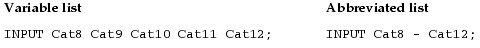 Variable list Abbreviated list
INPUT Cat8 Cat9 Cat10 Cat11 Cat12; INPUT Cat8 - Cat12;